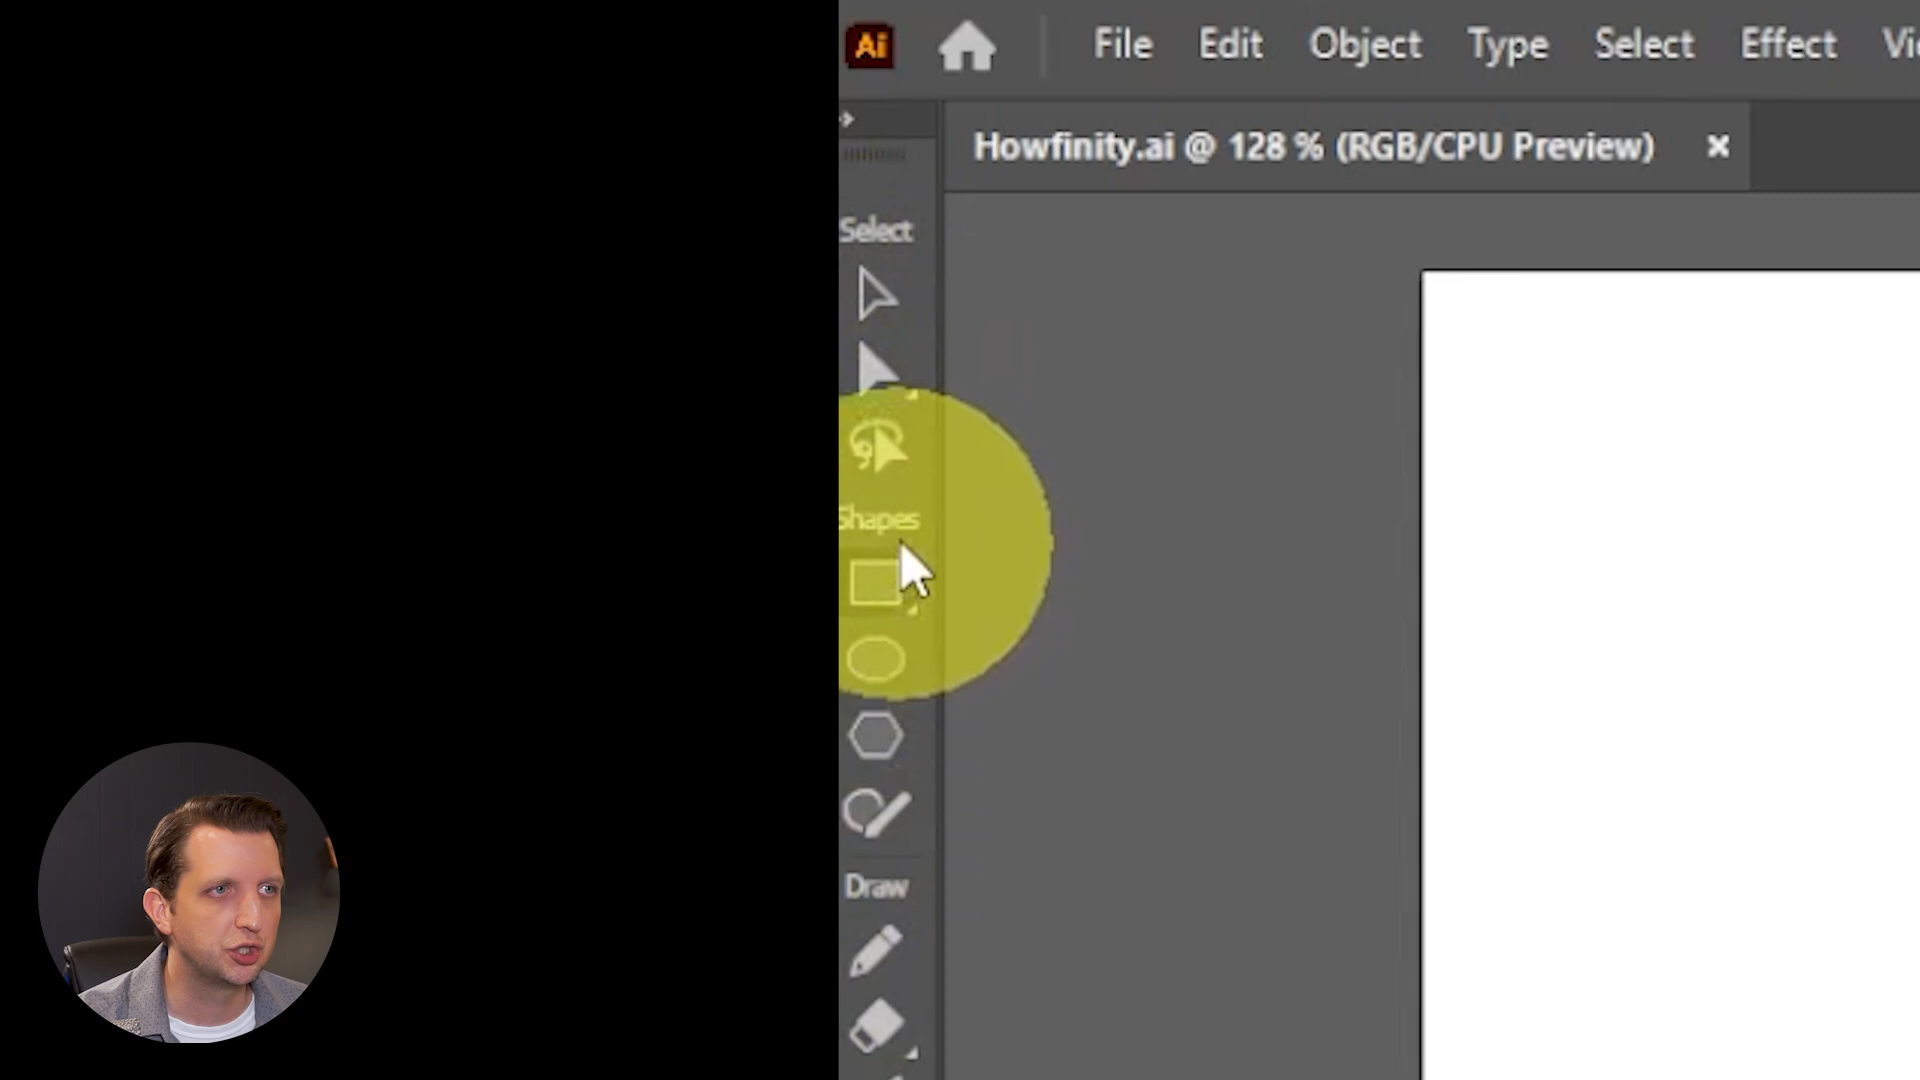 Ai File Edit Object Type Select Effect
Howfinity.ai @ 128 % (RGB/CPU Preview) ×
Select
Shapes
Draw